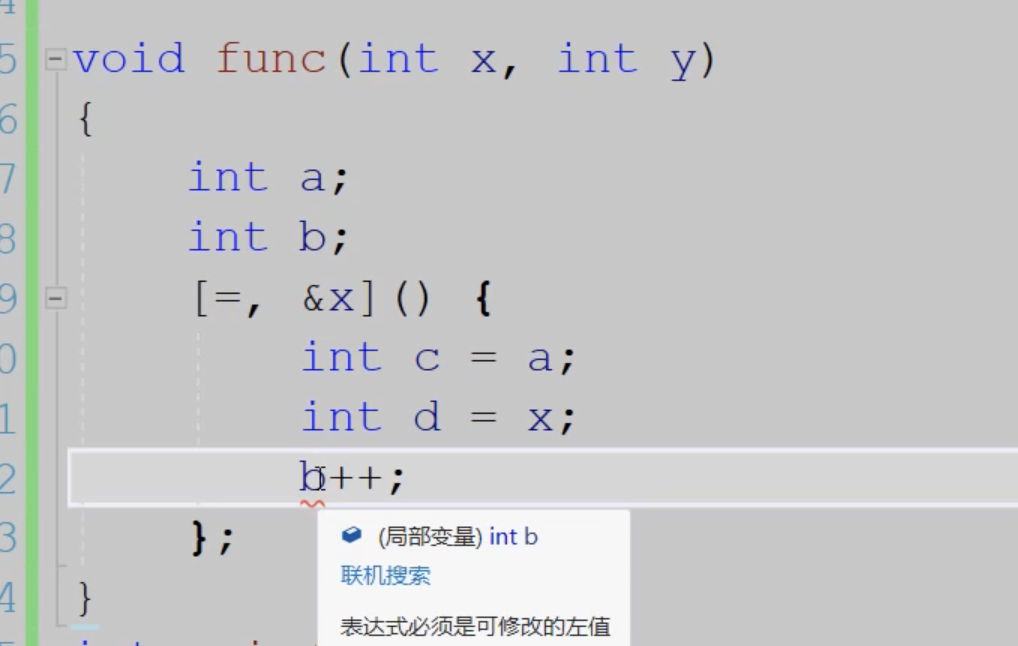 5 void func(int x, int y)
6 {
7 int a;
8 int b;
9 [=, &x]() {
0 int c = a;
1 int d = x;
2 b++;
3 };
4 }
(局部变量) int b
联机搜索
表达式必须是可修改的左值